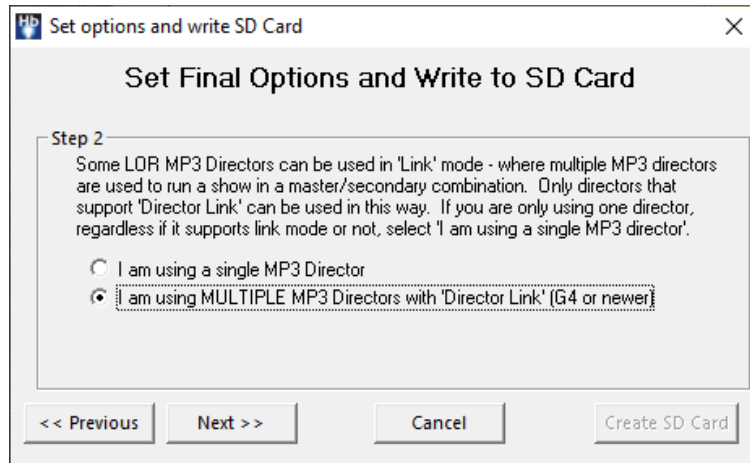 Hb Set options and write SD Card
Set Final Options and Write to SD Card
Step 2
Some LOR MP3 Directors can be used in 'Link' mode - where multiple MP3 directors
are used to run a show in a master/secondary combination.  Only directors that
support 'Director Link' can be used in this way.  If you are only using one director,
regardless if it supports link mode or not, select 'I am using a single MP3 director'.
I am using a single MP3 Director
I am using MULTIPLE MP3 Directors with 'Director Link' (G4 or newer)
<< Previous
Next >>
Cancel
Create SD Card